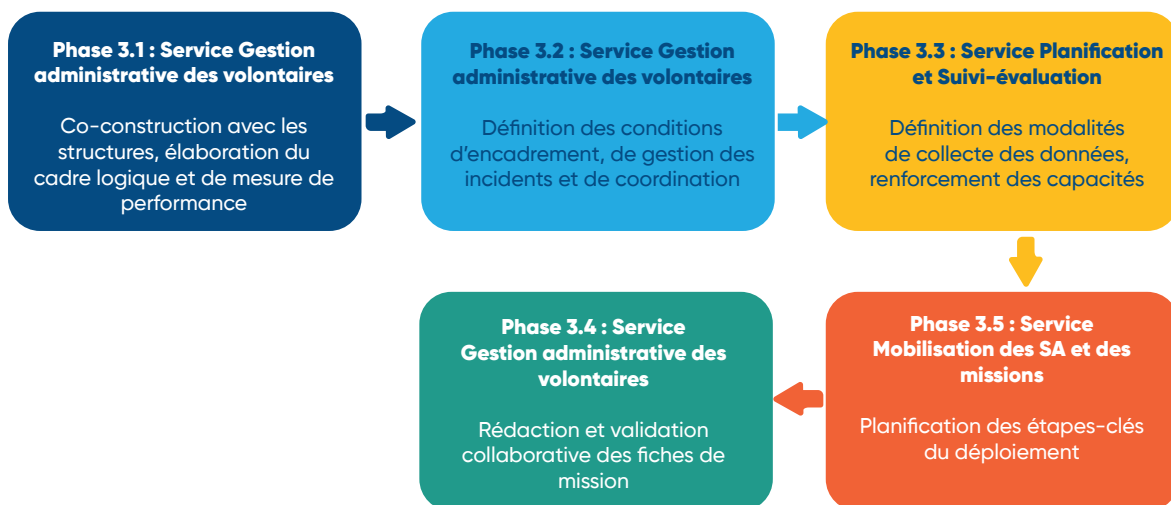 Phase 3.1 : Service Gestion
administrative des volontaires
Co-construction avec les
structures, élaboration du
cadre logique et de mesure de
performance
Phase 3.2 : Service Gestion
administrative des volontaires
Définition des conditions
d'encadrement, de gestion des
incidents et de coordination
Phase 3.3 : Service Planification
et Suivi-évaluation
Définition des modalités
de collecte des données,
renforcement des capacités
Phase 3.4 : Service
Gestion administrative des
volontaires
Rédaction et validation
collaborative des fiches de
mission
Phase 3.5 : Service
Mobilisation des SA et des
missions
Planification des étapes-clés
du déploiement